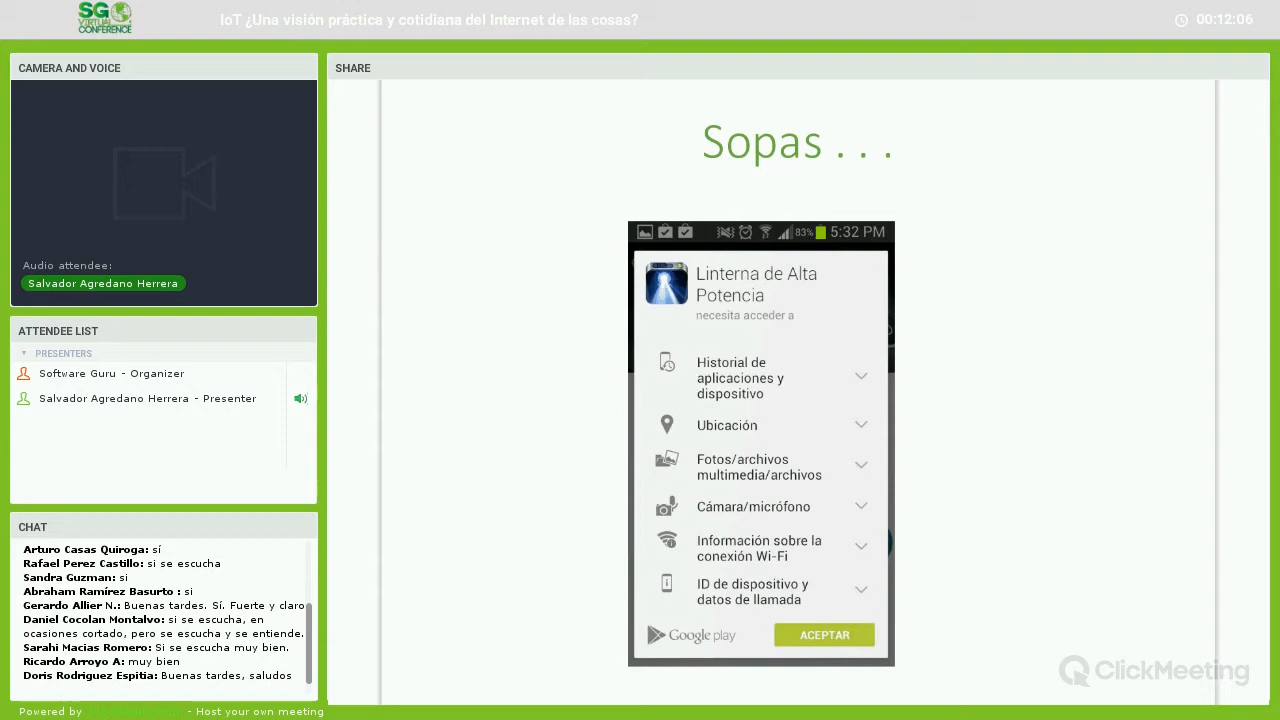 SG
VIRTUAL
CONFERENCE
IoT ¿Una visión práctica y cotidiana del Internet de las cosas?
00:12:06
CAMERA AND VOICE
Audio attendee:
Salvador Agredano Herrera
ATTENDEE LIST
PRESENTERS
Software Guru - Organizer
Salvador Agredano Herrera - Presenter
CHAT
Arturo Casas Quiroga: sí
Rafael Perez Castillo: si se escucha
Sandra Guzman: si
Abraham Ramírez Basurto : si
Gerardo Allier N.: Buenas tardes. Sí. Fuerte y claro
Daniel Cocolan Montalvo: si se escucha, en
ocasiones cortado, pero se escucha y se entiende.
Sarahi Macias Romero: Si se escucha muy bien.
Ricardo Arroyo A: muy bien
Doris Rodriguez Espitia: Buenas tardes, saludos
Powered by
- Host your own meeting
SHARE
Sopas . . .
83% 5:32 PM
Linterna de Alta
Potencia
necesita acceder a
Historial de
aplicaciones y
dispositivo
Ubicación
Fotos/archivos
multimedia/archivos
Cámara/micrófono
Información sobre la
conexión Wi-Fi
ID de dispositivo y
datos de llamada
Google play
ACEPTAR
ClickMeeting